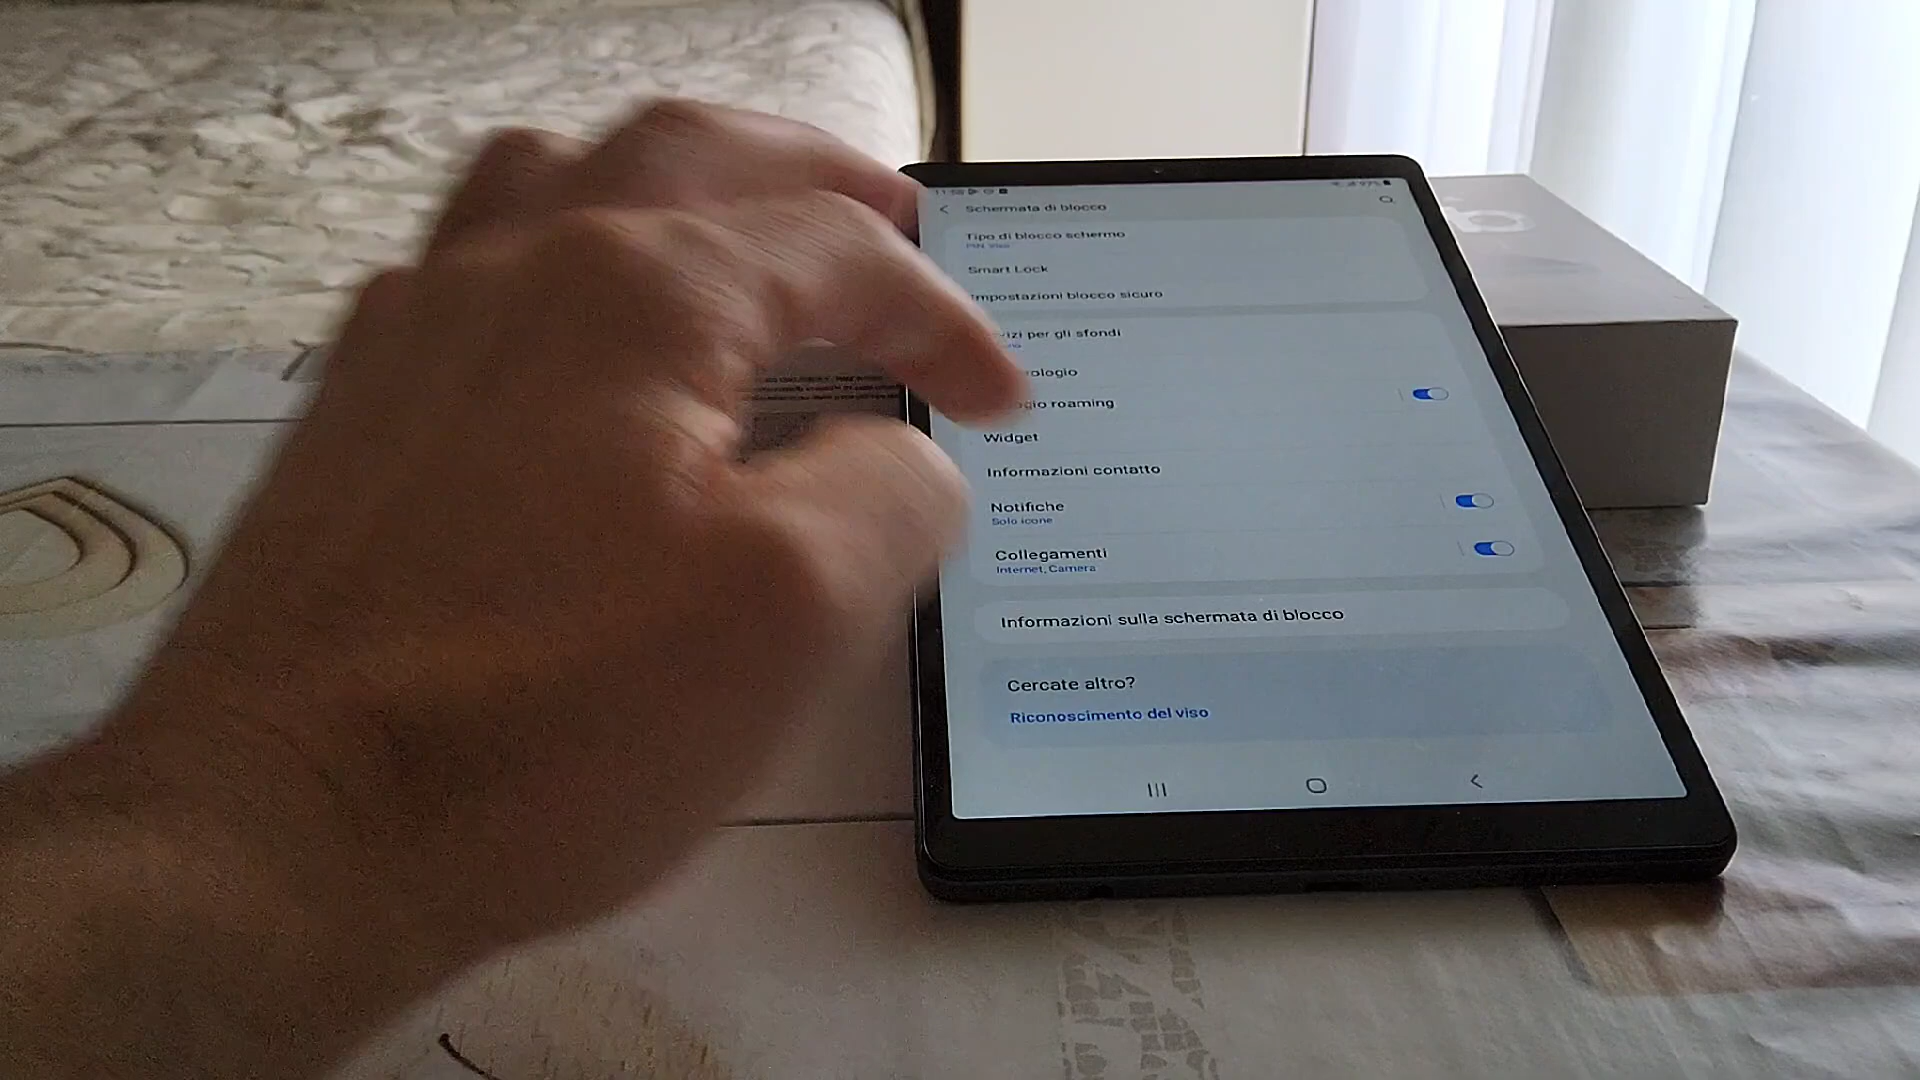 Schermata di blocco
Tipo di blocco schermo
Smart Lock
Impostazioni blocco sicuro
per gli sfondi
roaming
Widget
Informazioni contatto
Notifiche
Solo icone
Collegamenti
Internet, Camera
Informazioni sulla schermata di blocco
Cercate altro?
Riconoscimento del viso